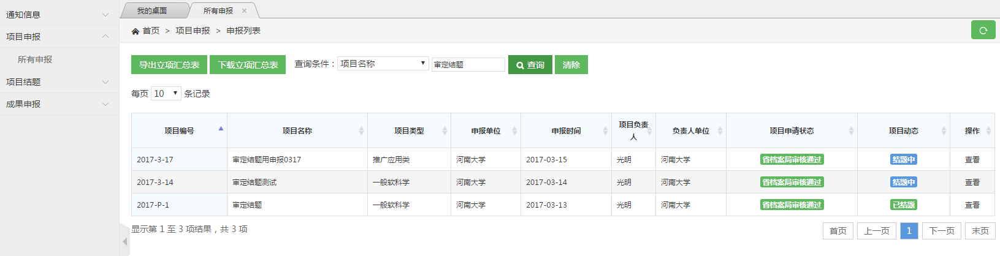 通知信息
项目申报
所有申报
项目结题
成果申报
我的桌面 所有申报
首页 > 项目申报 > 申报列表
导出立项汇总表 下载立项汇总表 查询条件： 项目名称 审定结题 查询 清除
每页 10 条记录
项目编号 项目名称 项目类型 申报单位 申报时间 项目负责人 负责人单位 项目申请状态 项目动态 操作
2017-3-17 审定结题用申报0317 推广应用类 河南大学 2017-03-15 光明 河南大学 省档案局审核通过 结题中 查看
2017-3-14 审定结题测试 一般软科学 河南大学 2017-03-14 光明 河南大学 省档案局审核通过 结题中 查看
2017-P-1 审定结题 一般软科学 河南大学 2017-03-13 光明 河南大学 省档案局审核通过 已结题 查看
显示第 1 至 3 项结果，共 3 项 首页 上一页 1 下一页 末页